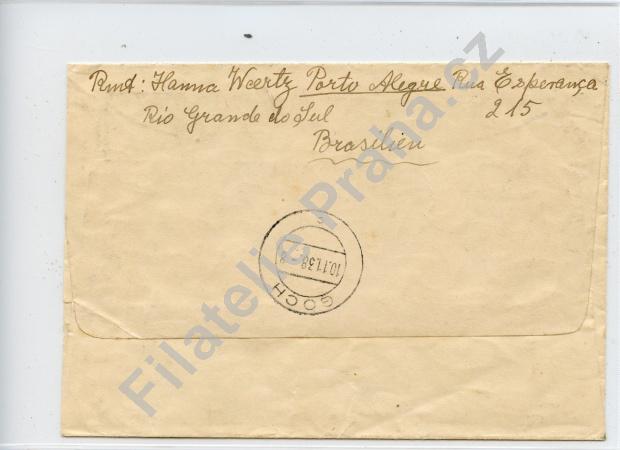 Rmt: Hanna Weertz Porto Alegre Rua Esperança
215
Rio Grande do Sul
Brasilien
GOCH
10.11.38
Filatelie Praha.cz